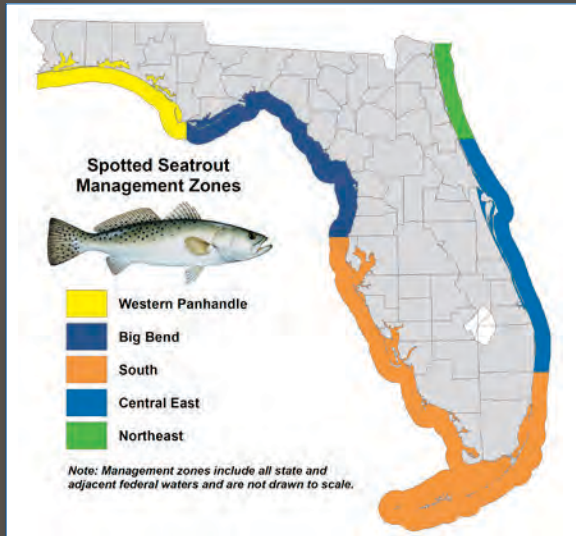 Spotted Seatrout
Management Zones
Western Panhandle
Big Bend
South
Central East
Northeast
Note: Management zones include all state and
adjacent federal waters and are not drawn to scale.